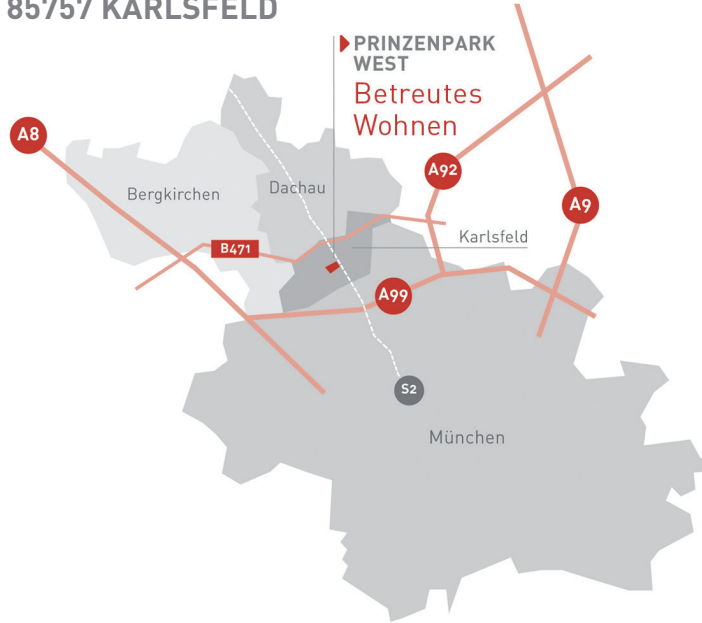 85757 KARLSFELD
PRINZENPARK
WEST
Betreutes
Wohnen
A8
A92
Bergkirchen
Dachau
A9
Karlsfeld
B471
A99
S2
München